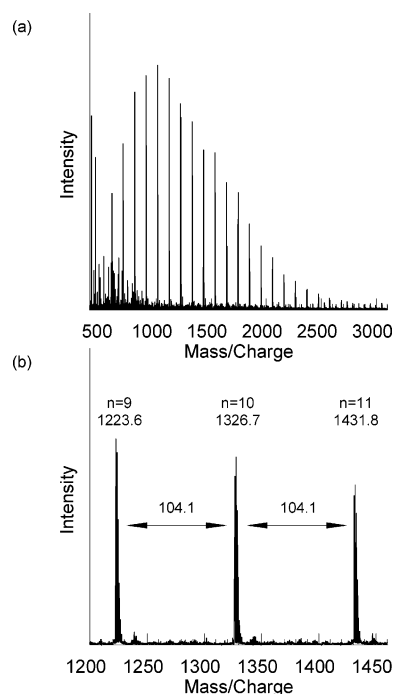 (a)
Intensity
500 1000 1500 2000 2500 3000
Mass/Charge
(b)
n=9 n=10 n=11
1223.6 1326.7 1431.8
104.1 104.1
Intensity
1200 1250 1300 1350 1400 1450
Mass/Charge